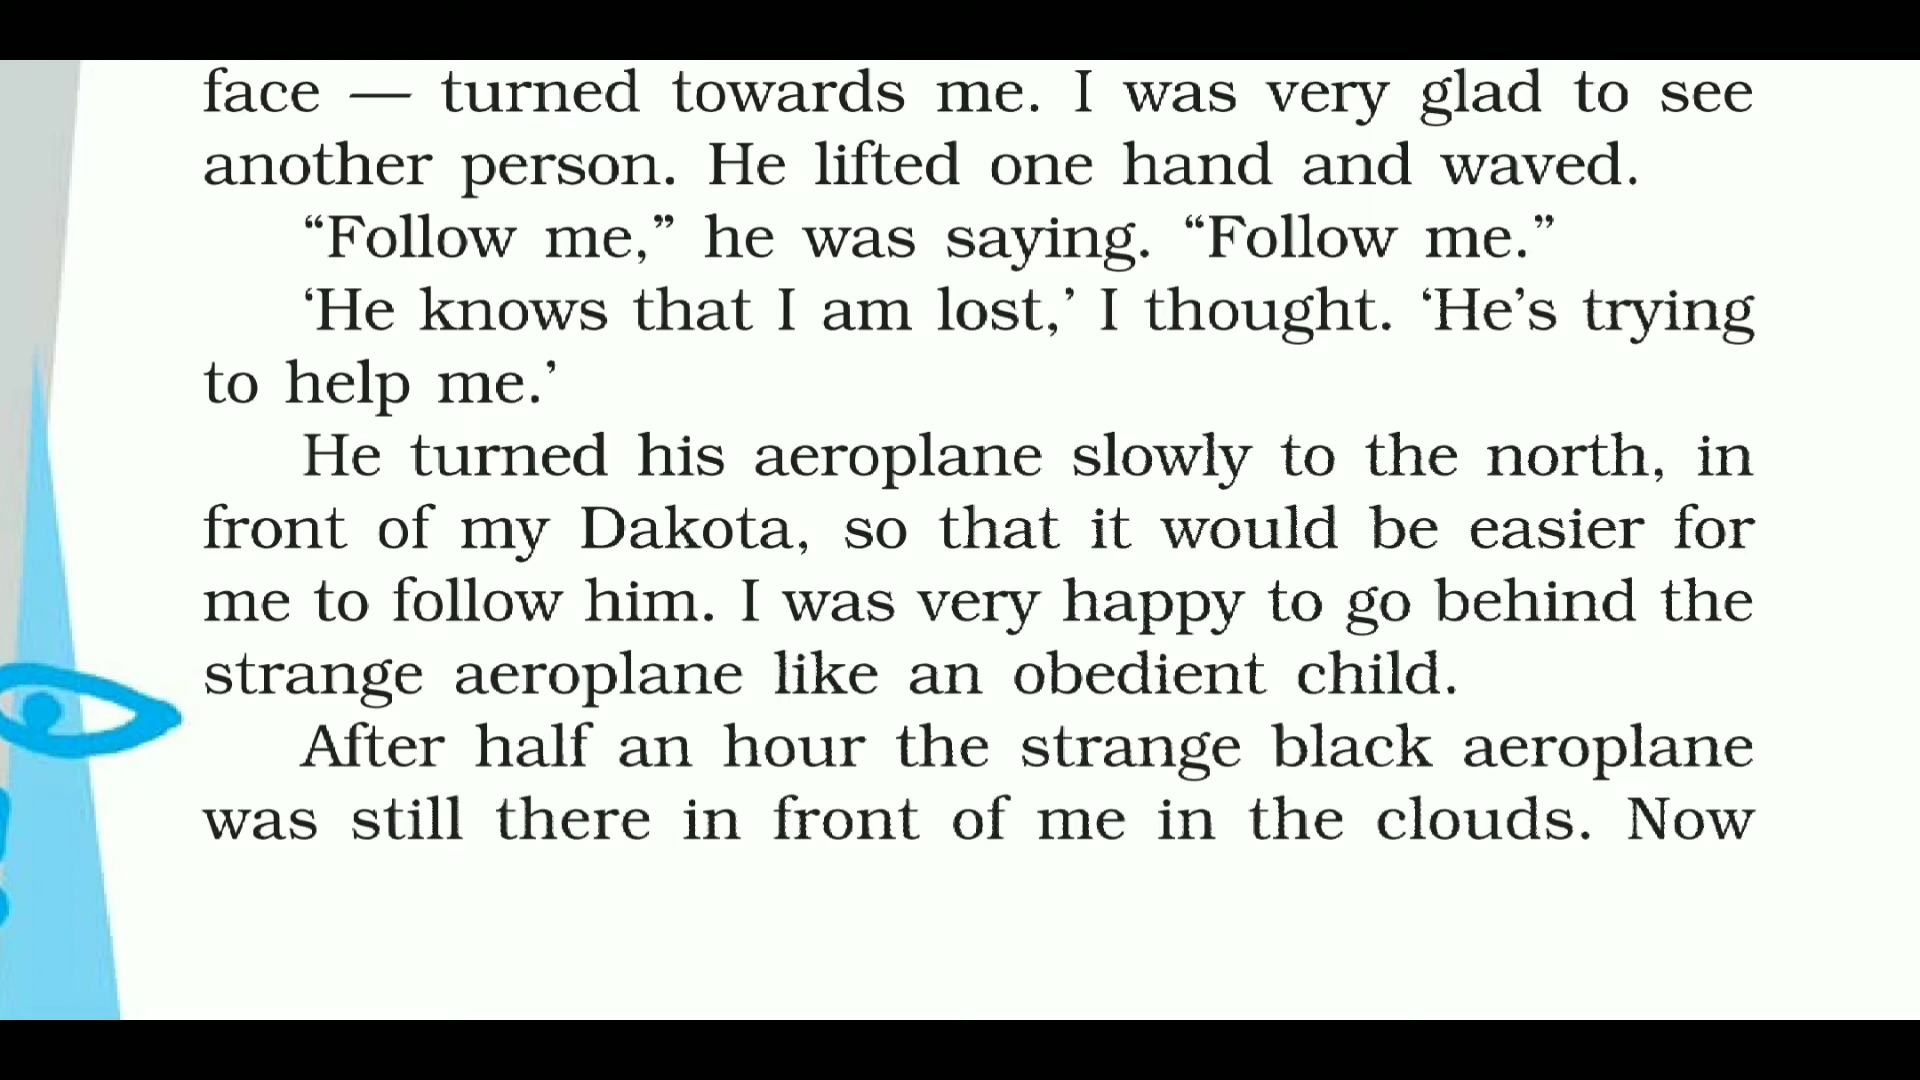 face — turned towards me. I was very glad to see
another person. He lifted one hand and waved.
“Follow me,” he was saying. “Follow me.”
‘He knows that I am lost,’ I thought. ‘He’s trying
to help me.’
He turned his aeroplane slowly to the north, in
front of my Dakota, so that it would be easier for
me to follow him. I was very happy to go behind the
strange aeroplane like an obedient child.
After half an hour the strange black aeroplane
was still there in front of me in the clouds. Now